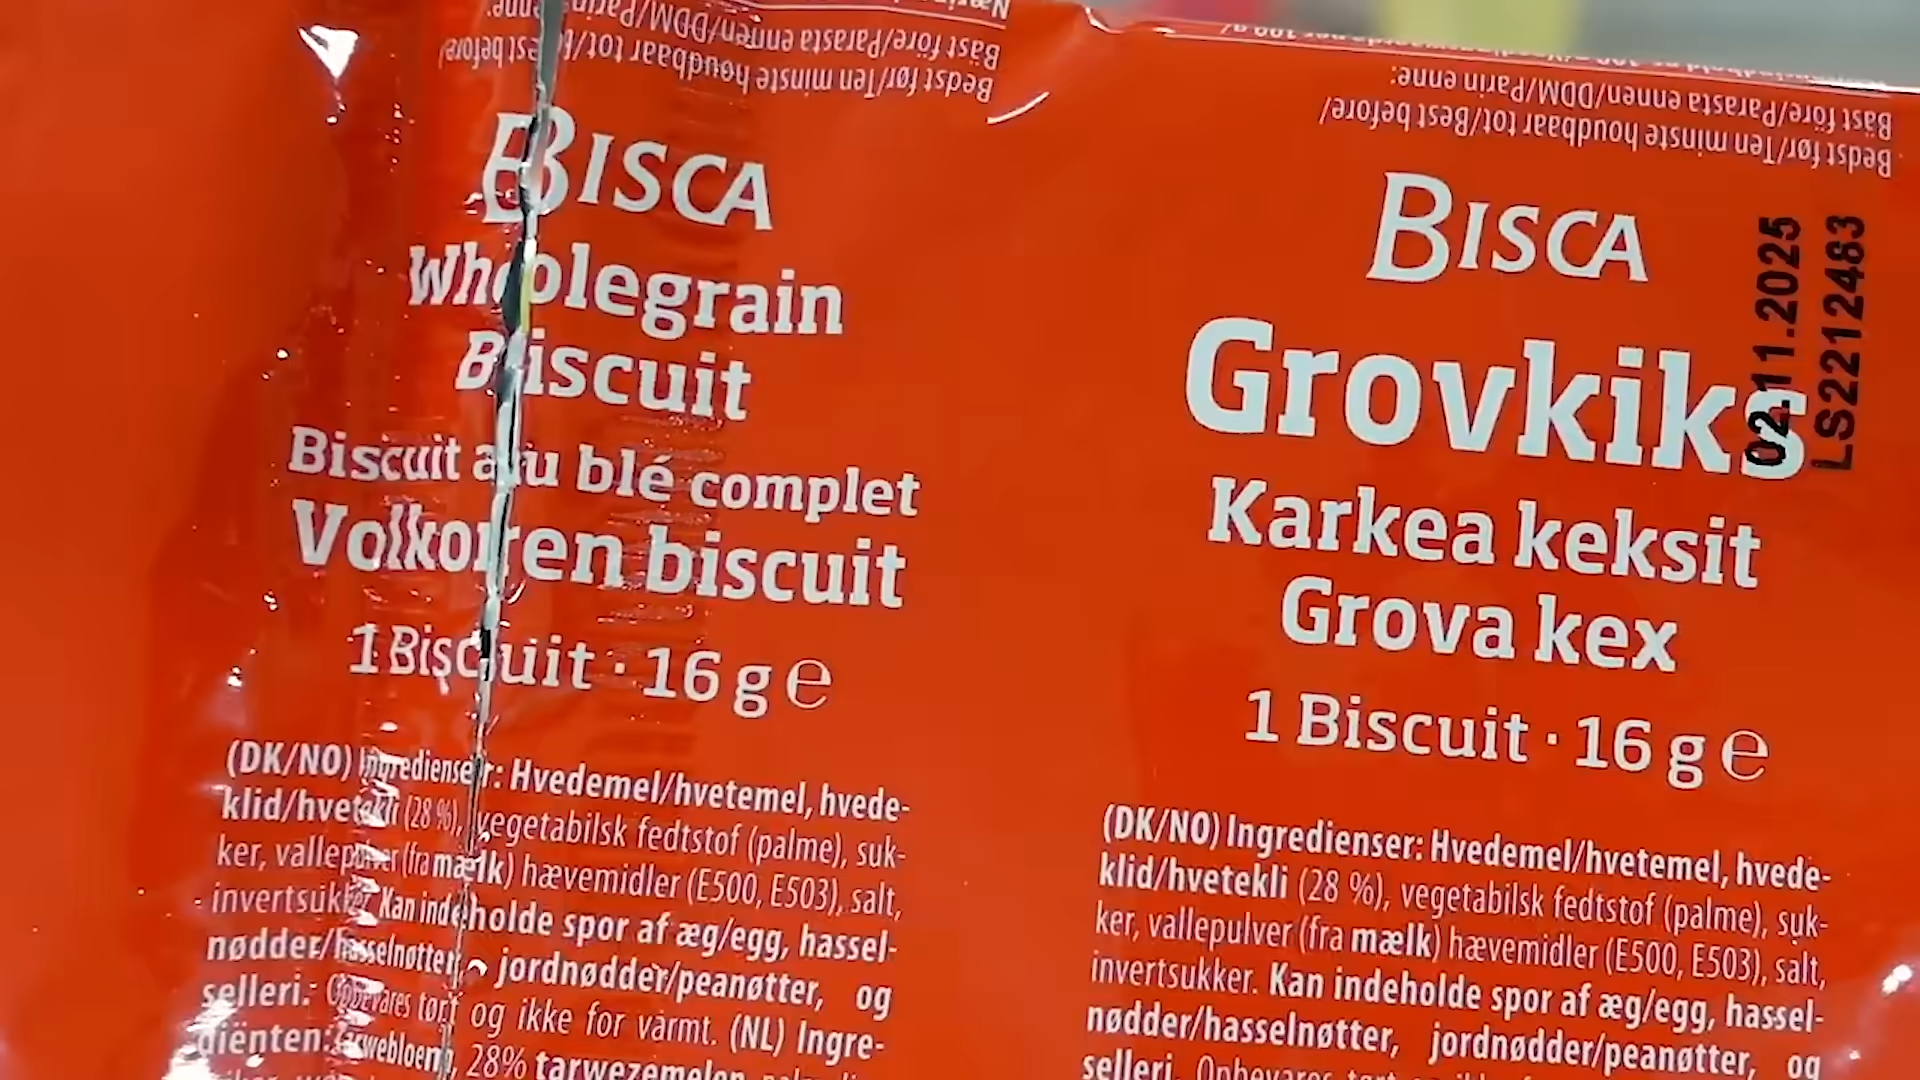 Bedst før/Ten minste houdbaar tot/Best before/
Bäst före/Parasta ennen/DDM/Parim enne:
BISCA
Wholegrain
Biscuit
Biscuit au blé complet
Volkoren biscuit
1 Biscuit · 16 g e
(DK/NO) Ingredienser: Hvedemel/hvetemel, hvede-
klid/hvetekli (28 %), vegetabilsk fedtstof (palme), suk-
ker, vallepulver (fra mælk) hævemidler (E500, E503), salt,
invertsukker. Kan indeholde spor af æg/egg, hassel-
nødder/hasselnøtter, jordnødder/peanøtter, og
selleri. Opbevares tørt og ikke for varmt. (NL) Ingre-
diënten: Tarwebloem, 28% tarwezemelen
Bedst før/Ten minste houdbaar tot/Best before/
Bäst före/Parasta ennen/DDM/Parim enne:
BISCA
Grovkiks
Karkea keksit
Grova kex
1 Biscuit · 16 g e
02.11.2025
LS2212483
(DK/NO) Ingredienser: Hvedemel/hvetemel, hvede-
klid/hvetekli (28 %), vegetabilsk fedtstof (palme), suk-
ker, vallepulver (fra mælk) hævemidler (E500, E503), salt,
invertsukker. Kan indeholde spor af æg/egg, hassel-
nødder/hasselnøtter, jordnødder/peanøtter, og
selleri. Opbevares tørt